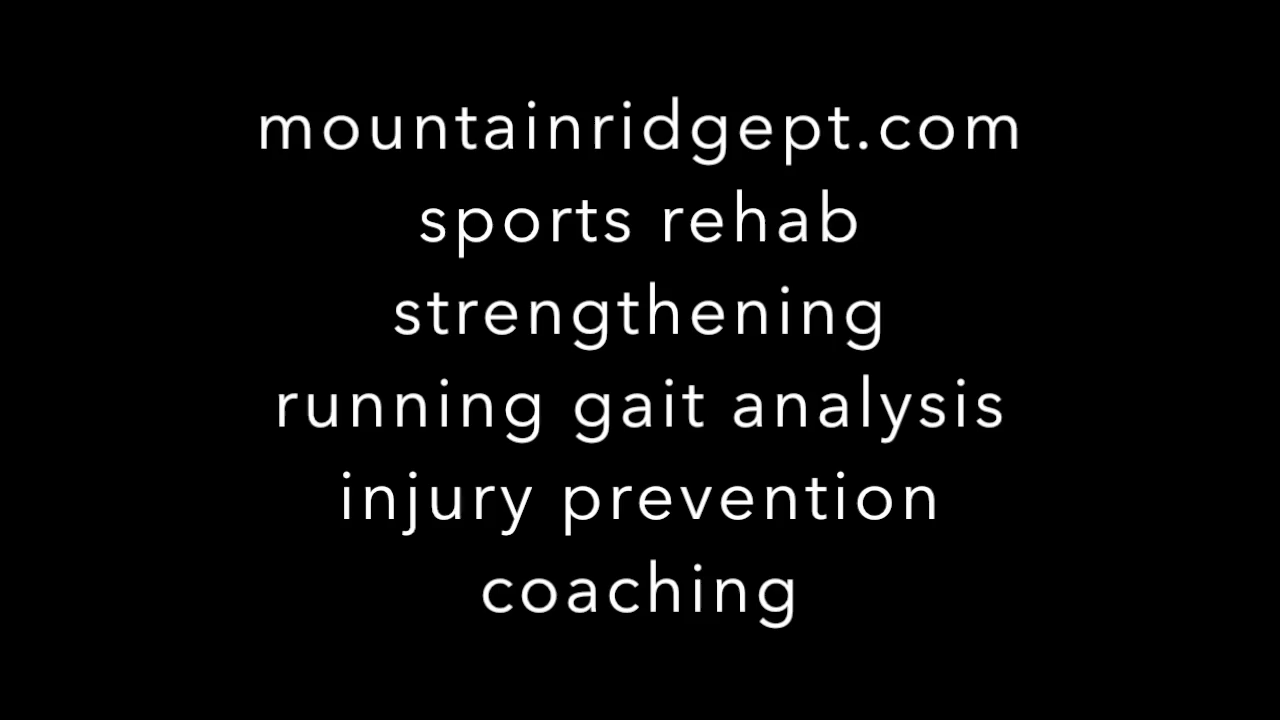 mountainridgept.com
sports rehab
strengthening
running gait analysis
injury prevention
coaching